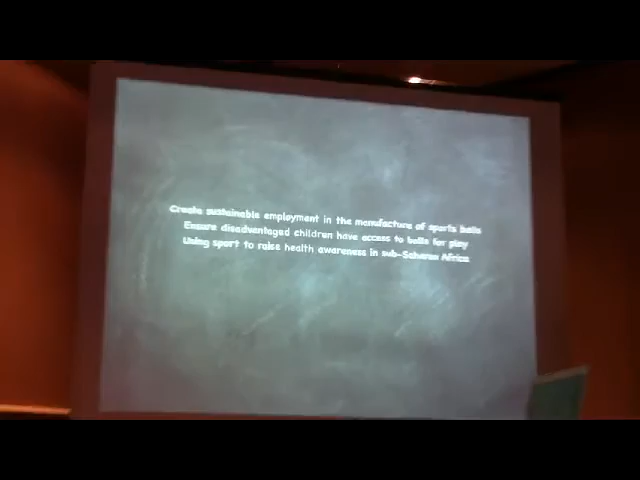 Create sustainable employment in the manufacture of sports balls
Ensure disadvantaged children have access to balls for play
Using sport to raise health awareness in sub-Saharan Africa